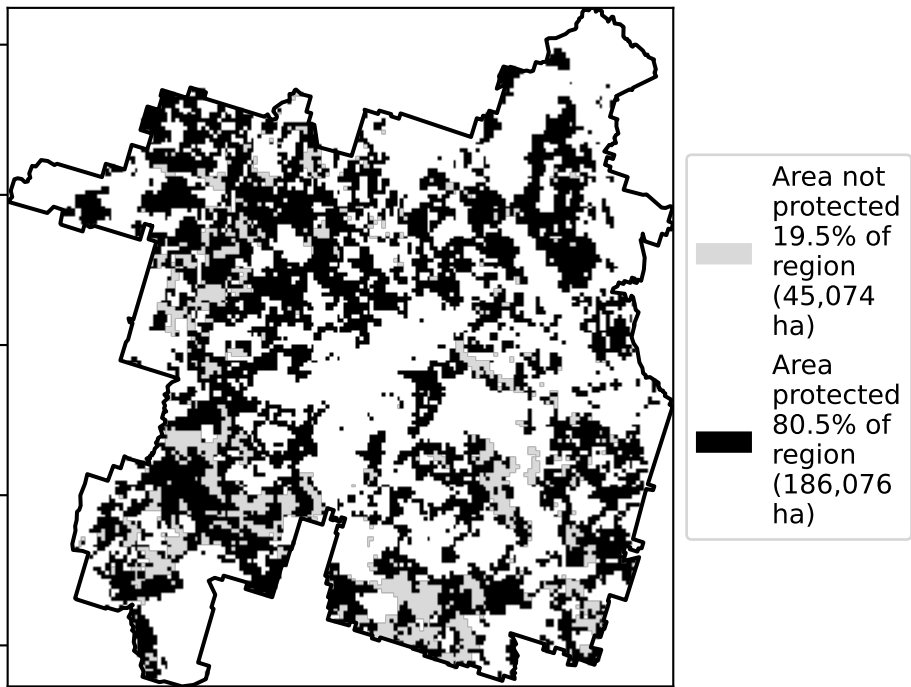 Area not
protected
19.5% of
region
(45,074
ha)
Area
protected
80.5% of
region
(186,076
ha)